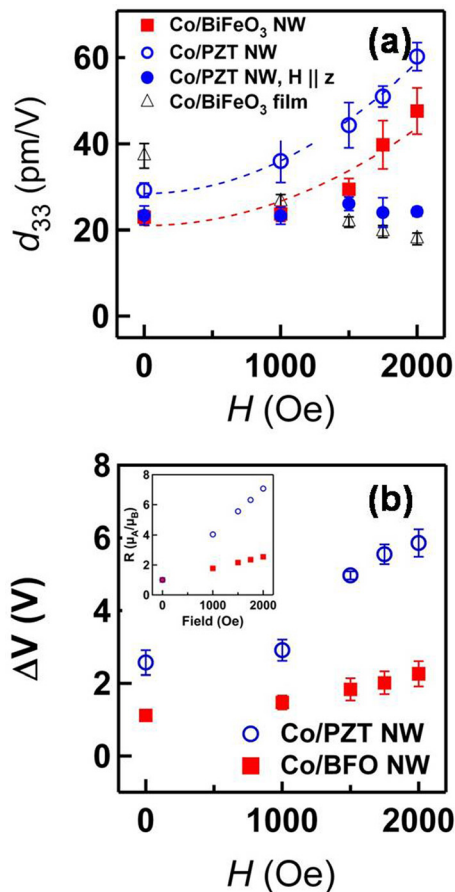 Co/BiFeO3 NW
(a)
Co/PZT NW
Co/PZT NW, H || z
Co/BiFeO3 film
60
40
20
0
d33 (pm/V)
0 1000 2000
H (Oe)
8
6
4
2
0
ΔV (V)
(b)
8
6
4
2
0
R (μA/μB)
0 1000 2000
Field (Oe)
Co/PZT NW
Co/BFO NW
0 1000 2000
H (Oe)